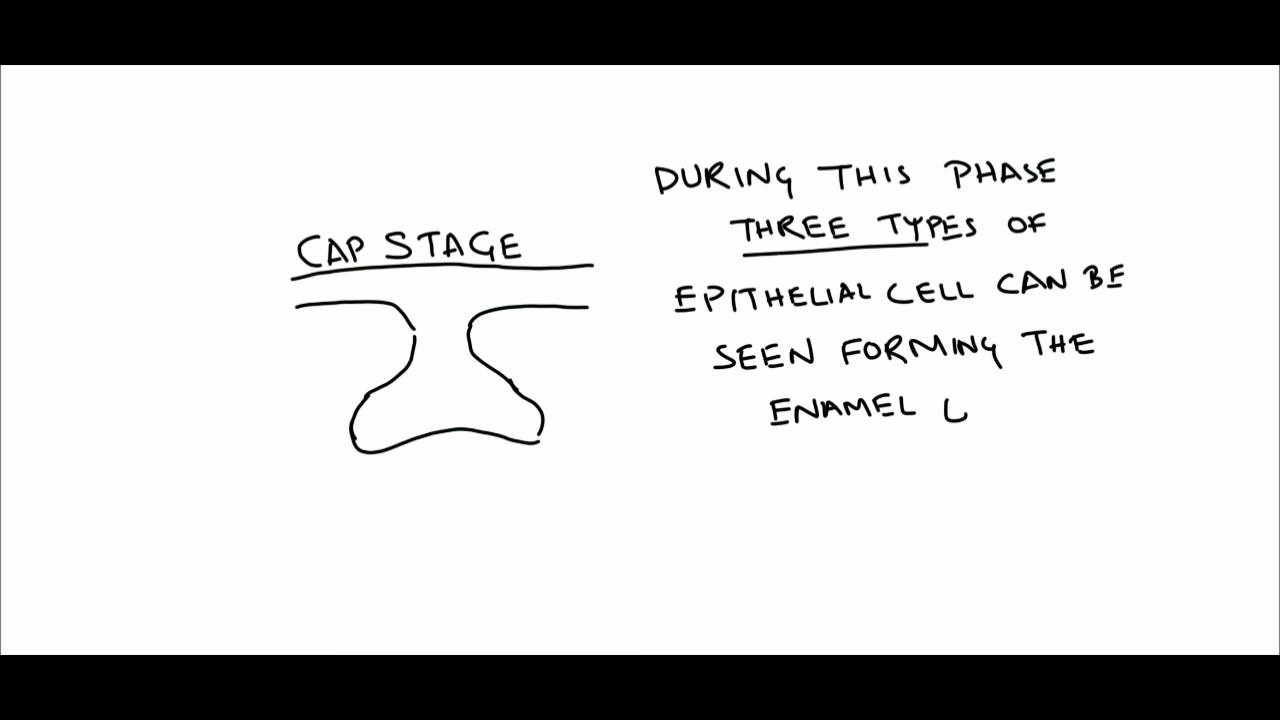 CAP STAGE
DURING THIS PHASE
THREE TYPES OF
EPITHELIAL CELL CAN BE
SEEN FORMING THE
ENAMEL